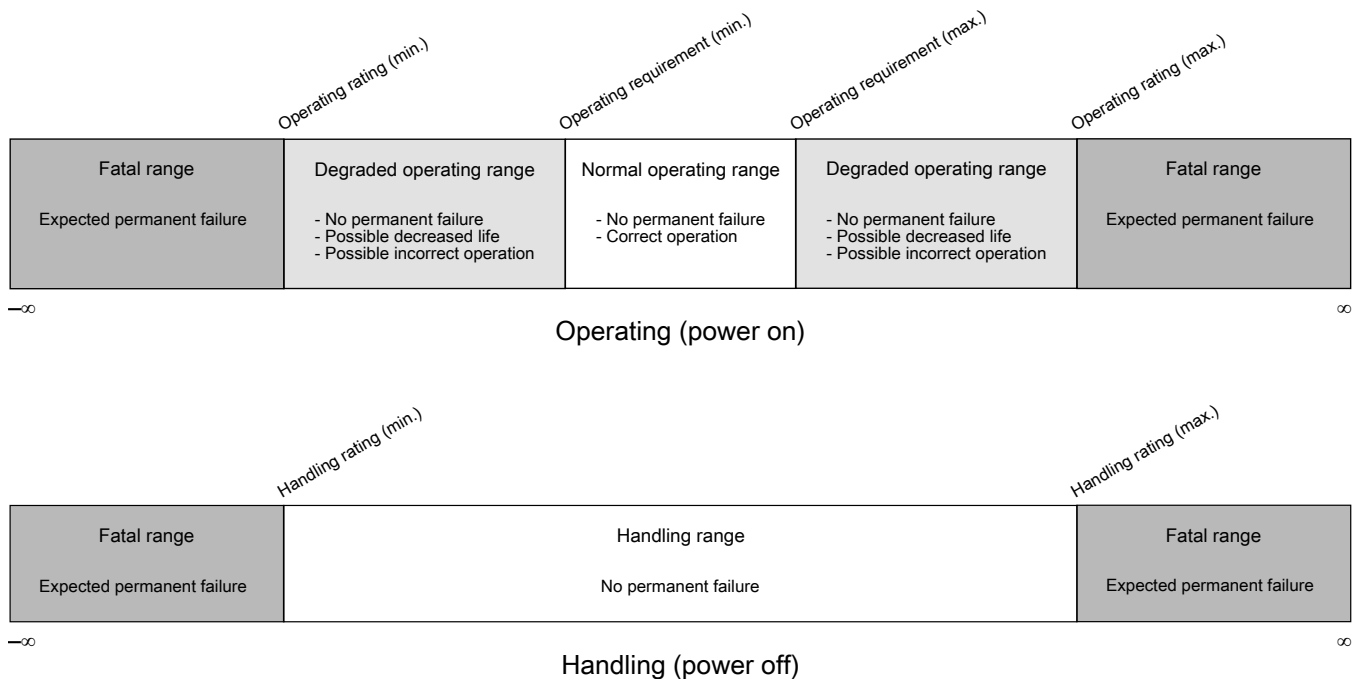 Operating rating (min.)
Operating requirement (min.)
Operating requirement (max.)
Operating rating (max.)
Fatal range
Expected permanent failure
Degraded operating range
- No permanent failure
- Possible decreased life
- Possible incorrect operation
Normal operating range
- No permanent failure
- Correct operation
Degraded operating range
- No permanent failure
- Possible decreased life
- Possible incorrect operation
Fatal range
Expected permanent failure
–∞
∞
Operating (power on)
Handling rating (min.)
Handling rating (max.)
Fatal range
Expected permanent failure
Handling range
No permanent failure
Fatal range
Expected permanent failure
–∞
∞
Handling (power off)